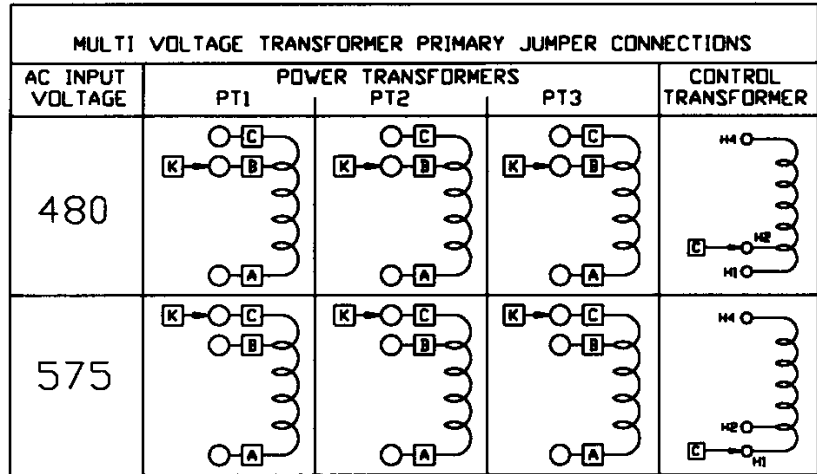 MULTI VOLTAGE TRANSFORMER PRIMARY JUMPER CONNECTIONS
AC INPUT VOLTAGE
POWER TRANSFORMERS
PT1 PT2 PT3
CONTROL TRANSFORMER
480
C C C H4
K B K B K B
C H2
A A A H1
575
K C K C K C H4
B B B
H2
A A A C H1